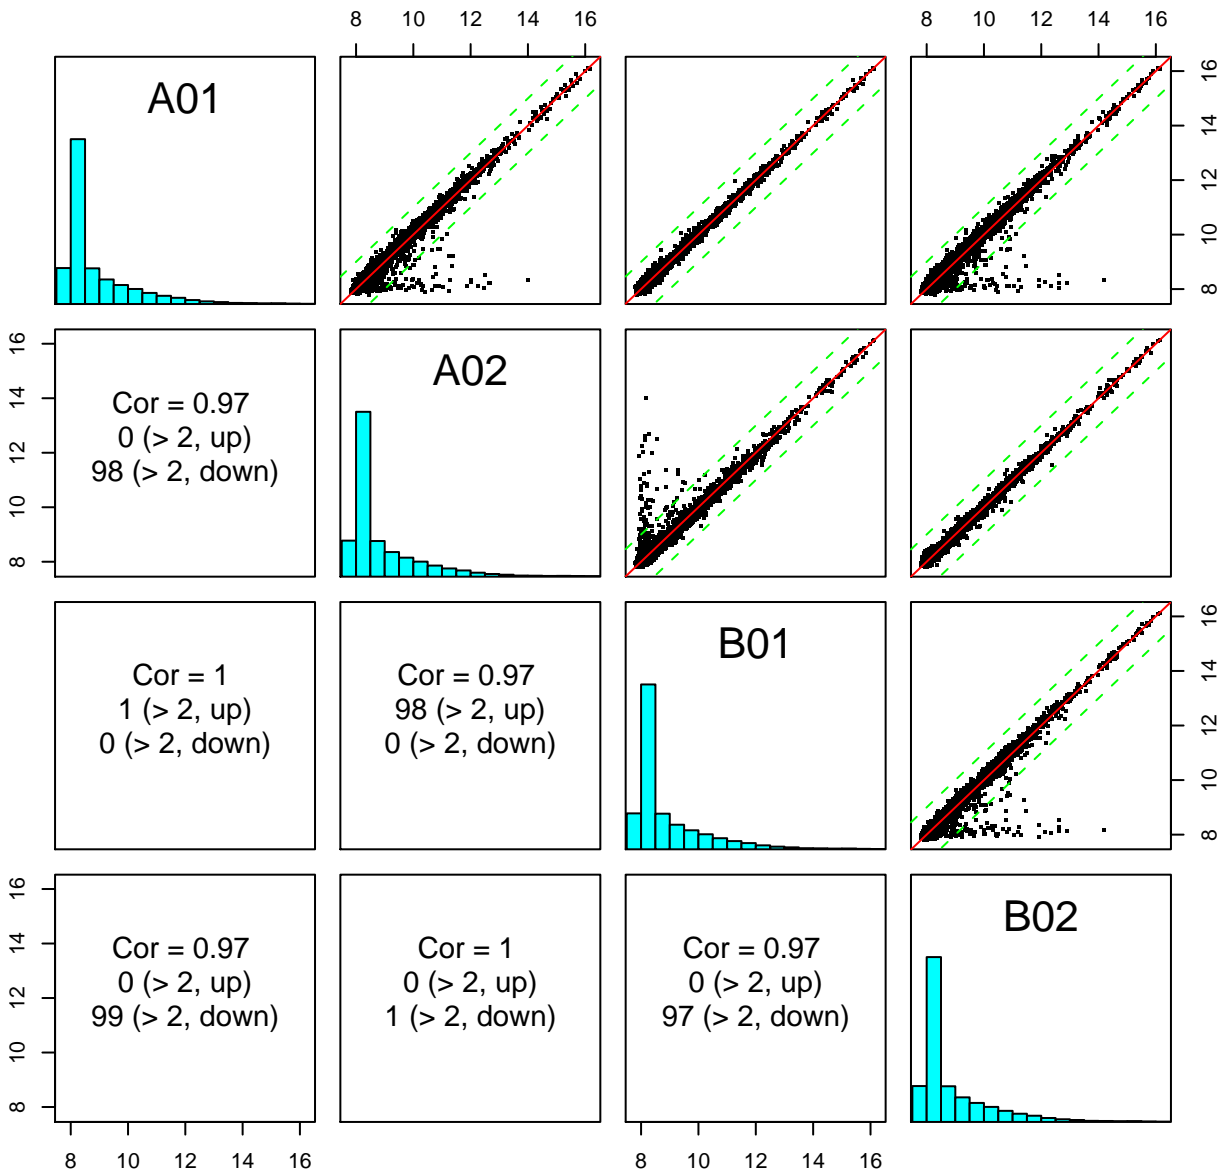 8 10 12 14 16 8 10 12 14 16
A01
8 10 12 14 16
8 10 12 14 16
Cor = 0.97
0 (> 2, up)
98 (> 2, down)
A02
Cor = 1
1 (> 2, up)
0 (> 2, down)
Cor = 0.97
98 (> 2, up)
0 (> 2, down)
B01
8 10 12 14 16
8 10 12 14 16
Cor = 0.97
0 (> 2, up)
99 (> 2, down)
Cor = 1
0 (> 2, up)
1 (> 2, down)
Cor = 0.97
0 (> 2, up)
97 (> 2, down)
B02
8 10 12 14 16 8 10 12 14 16